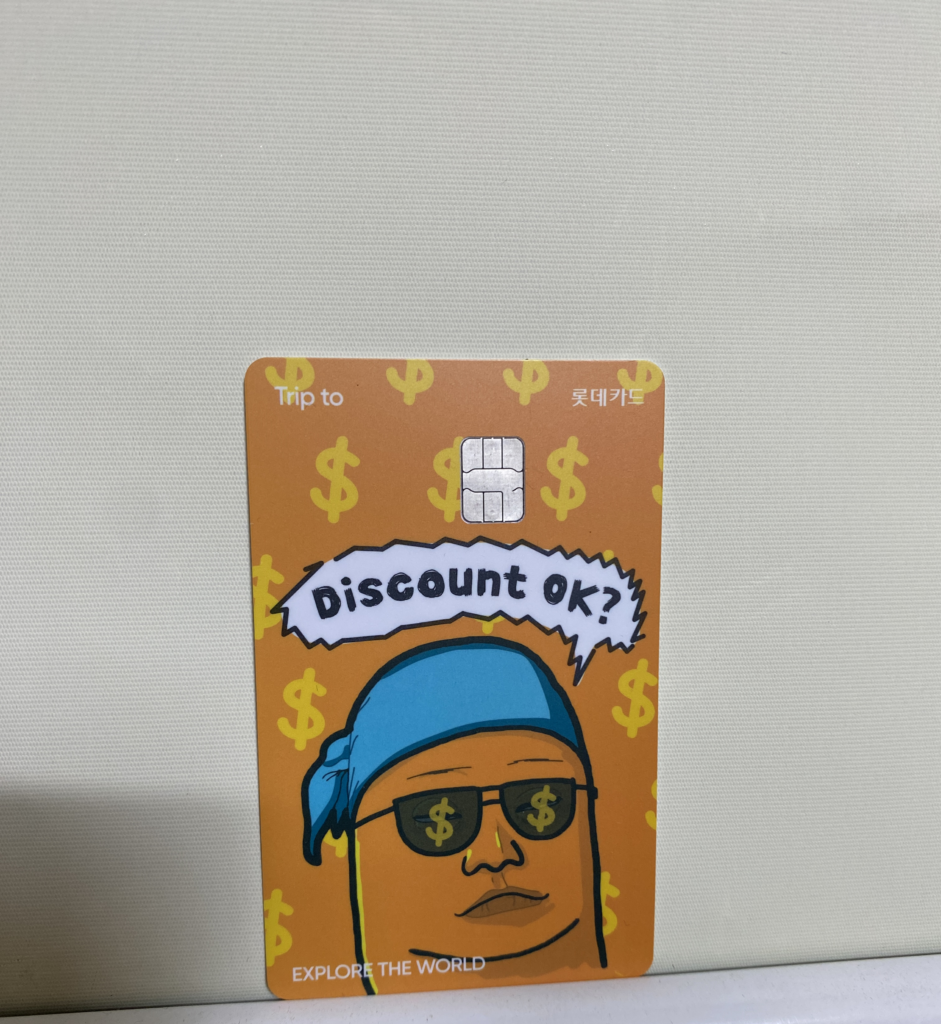 Trip to
롯데카드
Discount OK?
EXPLORE THE WORLD